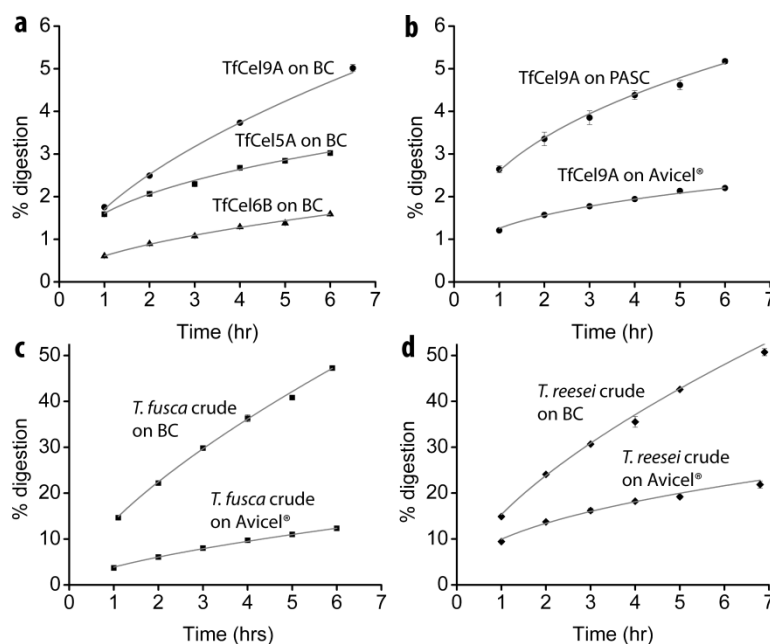 a
TfCel9A on BC
TfCel5A on BC
TfCel6B on BC
% digestion
6
5
4
3
2
1
0
0 1 2 3 4 5 6 7
Time (hr)
b
TfCel9A on PASC
TfCel9A on Avicel®
% digestion
6
5
4
3
2
1
0
0 1 2 3 4 5 6 7
Time (hr)
c
T. fusca crude
on BC
T. fusca crude
on Avicel®
% digestion
50
40
30
20
10
0
0 1 2 3 4 5 6 7
Time (hrs)
d
T. reesei crude
on BC
T. reesei crude
on Avicel®
% digestion
50
40
30
20
10
0
0 1 2 3 4 5 6 7
Time (hr)